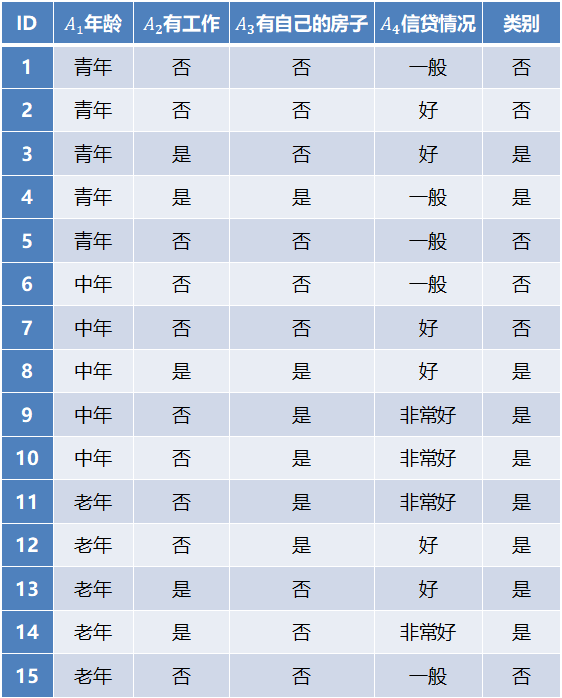 ID A₁年龄 A₂有工作 A₃有自己的房子 A₄信贷情况 类别
1 青年 否 否 一般 否
2 青年 否 否 好 否
3 青年 是 否 好 是
4 青年 是 是 一般 是
5 青年 否 否 一般 否
6 中年 否 否 一般 否
7 中年 否 否 好 否
8 中年 是 是 好 是
9 中年 否 是 非常好 是
10 中年 否 是 非常好 是
11 老年 否 是 非常好 是
12 老年 否 是 好 是
13 老年 是 否 好 是
14 老年 是 否 非常好 是
15 老年 否 否 一般 否